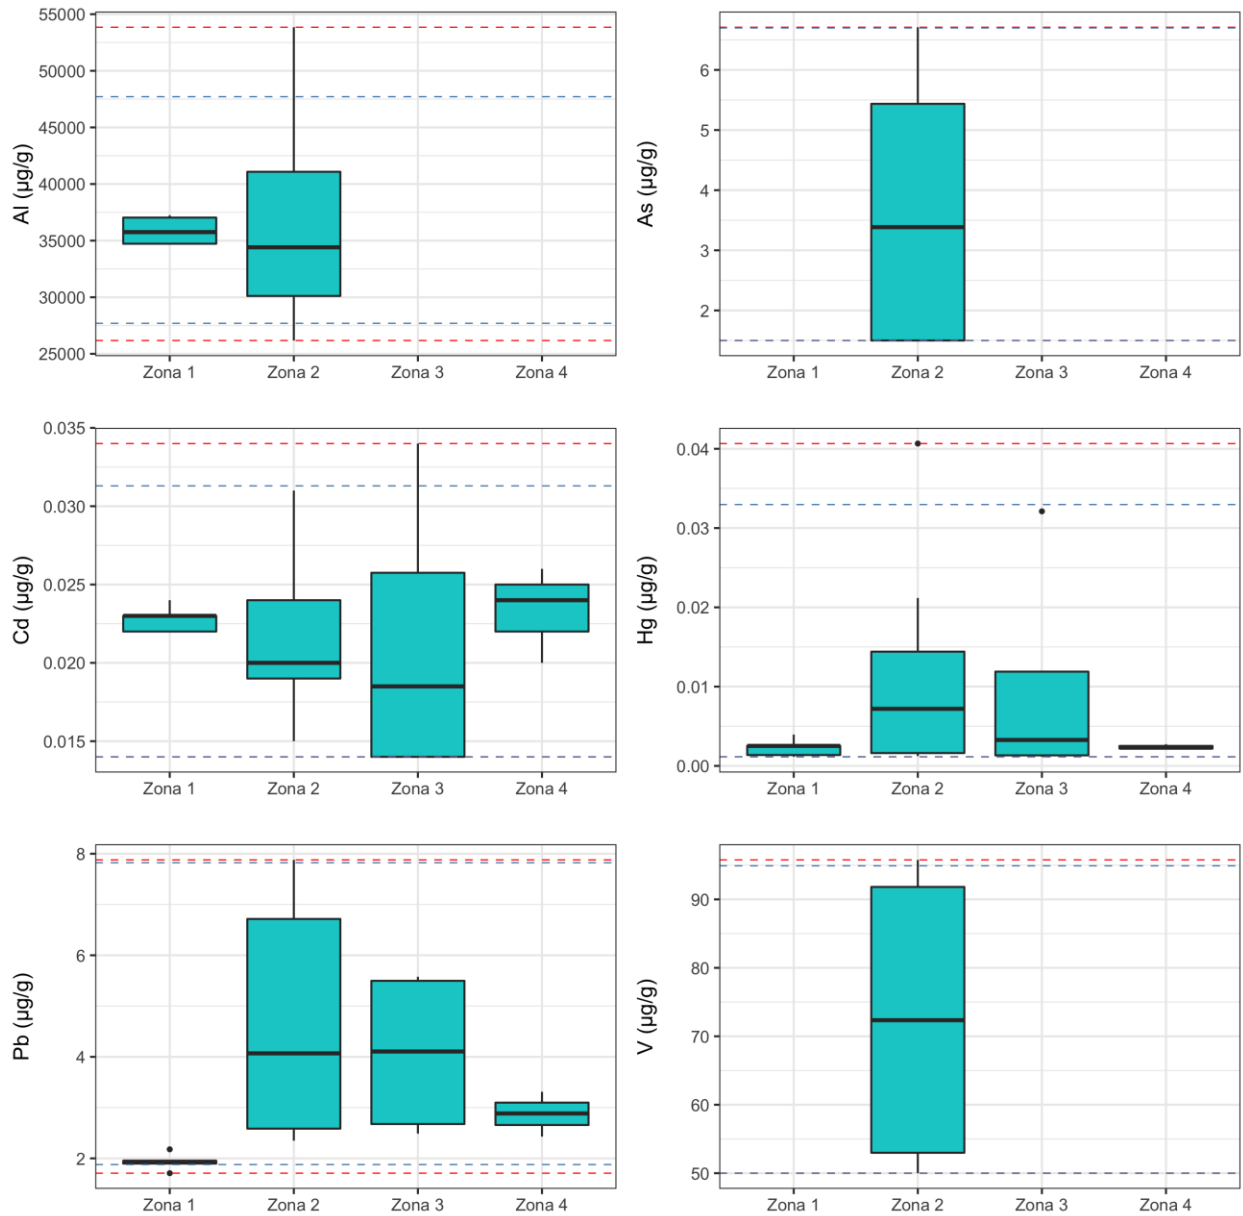 Al (µg/g)
55000
50000
45000
40000
35000
30000
25000
Zona 1 Zona 2 Zona 3 Zona 4
As (µg/g)
6
5
4
3
2
Zona 1 Zona 2 Zona 3 Zona 4
Cd (µg/g)
0.035
0.030
0.025
0.020
0.015
Zona 1 Zona 2 Zona 3 Zona 4
Hg (µg/g)
0.04
0.03
0.02
0.01
0.00
Zona 1 Zona 2 Zona 3 Zona 4
Pb (µg/g)
8
6
4
2
Zona 1 Zona 2 Zona 3 Zona 4
V (µg/g)
90
80
70
60
50
Zona 1 Zona 2 Zona 3 Zona 4